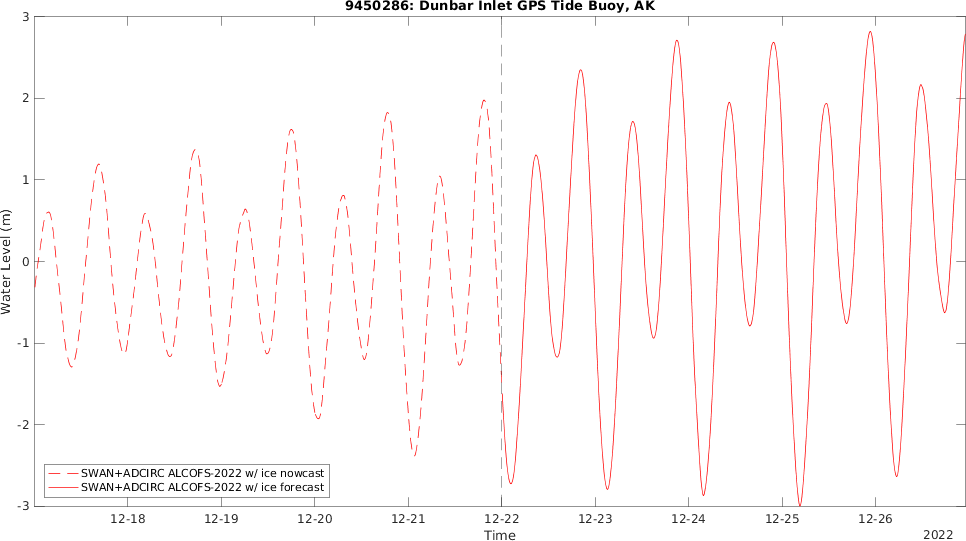 9450286: Dunbar Inlet GPS Tide Buoy, AK
3
2
1
0
-1
-2
-3
Water Level (m)
SWAN+ADCIRC ALCOFS-2022 w/ ice nowcast
SWAN+ADCIRC ALCOFS-2022 w/ ice forecast
12-18 12-19 12-20 12-21 12-22 12-23 12-24 12-25 12-26
Time
2022